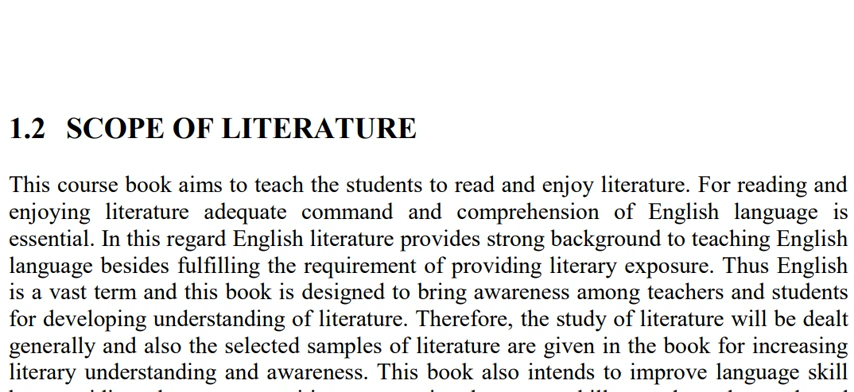 1.2 SCOPE OF LITERATURE
This course book aims to teach the students to read and enjoy literature. For reading and
enjoying literature adequate command and comprehension of English language is
essential. In this regard English literature provides strong background to teaching English
language besides fulfilling the requirement of providing literary exposure. Thus English
is a vast term and this book is designed to bring awareness among teachers and students
for developing understanding of literature. Therefore, the study of literature will be dealt
generally and also the selected samples of literature are given in the book for increasing
literary understanding and awareness. This book also intends to improve language skill